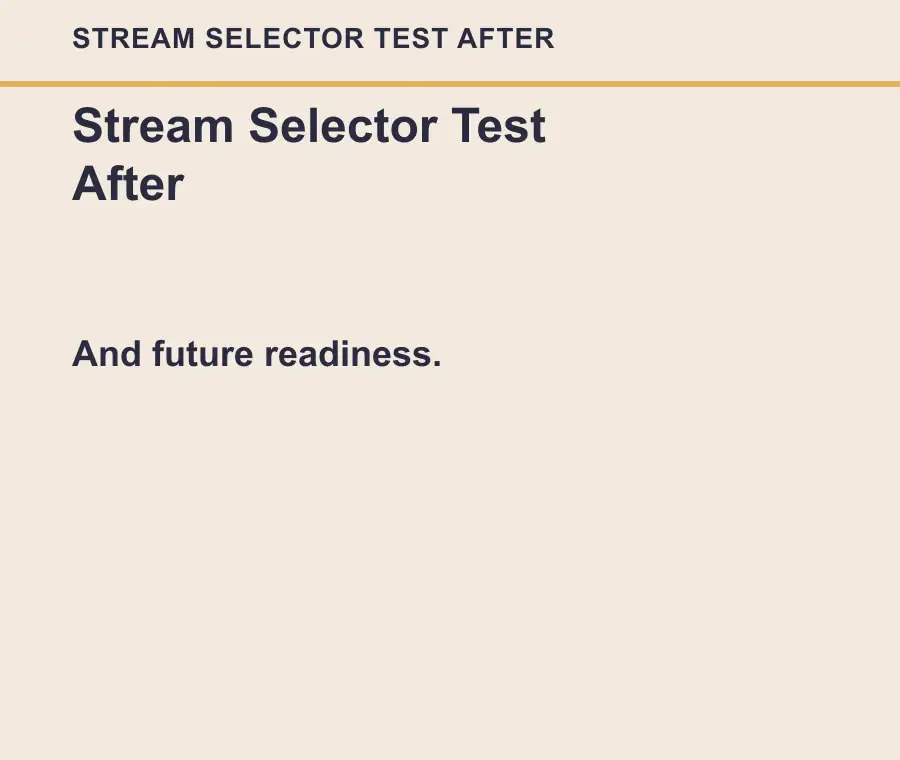 STREAM SELECTOR TEST AFTER
Stream Selector Test
After
And future readiness.